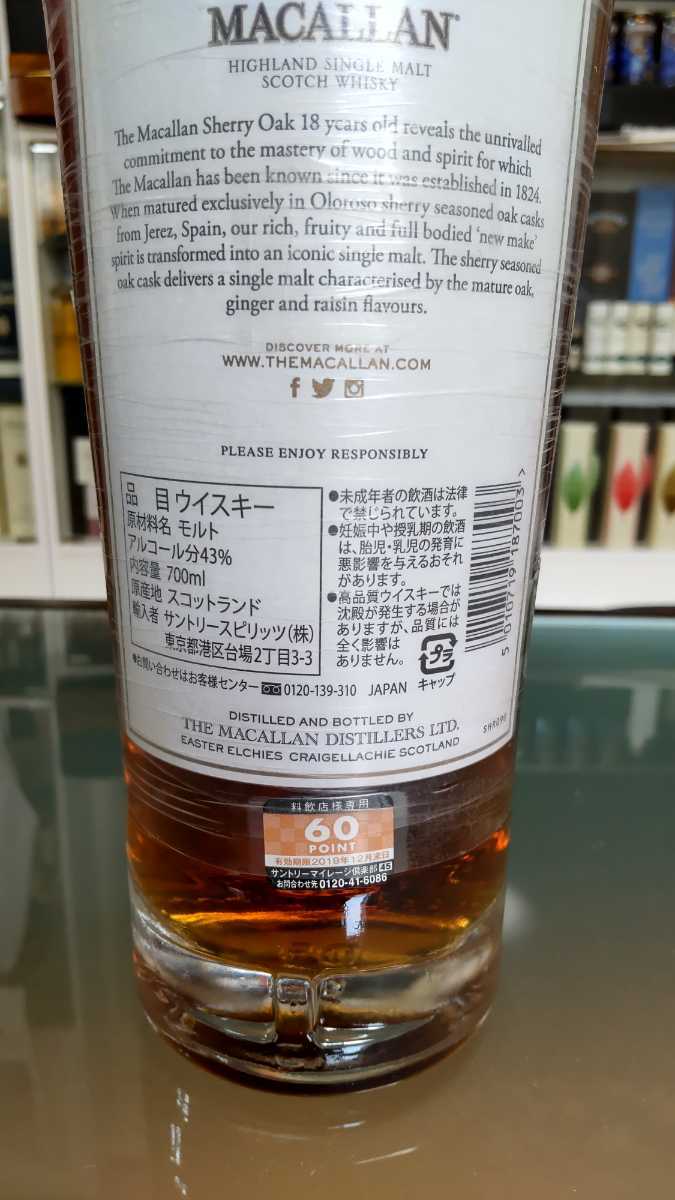 MACALLAN
HIGHLAND SINGLE MALT
SCOTCH WHISKY
The Macallan Sherry Oak 18 years old reveals the unrivalled
commitment to the mastery of wood and spirit for which
The Macallan has been known since it was established in 1824.
When matured exclusively in Oloroso sherry seasoned oak casks
from Jerez, Spain, our rich, fruity and full bodied 'new make'
spirit is transformed into an iconic single malt. The sherry seasoned
oak cask delivers a single malt characterised by the mature oak,
ginger and raisin flavours.
DISCOVER MORE AT
WWW.THEMACALLAN.COM
PLEASE ENJOY RESPONSIBLY
品 目 ウイスキー
原材料名 モルト
アルコール分43%
内容量 700ml
原産地 スコットランド
輸入者 サントリースピリッツ(株)
東京都港区台場2丁目3-3
●未成年者の飲酒は法律
で禁じられています。
●妊娠中や授乳期の飲酒
は、胎児・乳児の発育に
悪影響を与えるおそれ
があります。
●高品質ウイスキーでは
沈殿が発生する場合が
ありますが、品質には
全く影響は
ありません。
プラ
5 010719 187003 >
●お問い合わせはお客様センター 0120-139-310 JAPAN キャップ
DISTILLED AND BOTTLED BY
THE MACALLAN DISTILLERS LTD.
EASTER ELCHIES CRAIGELLACHIE SCOTLAND
料飲店様専用
60
POINT
有効期限2019年12月末日
サントリーマイレージ倶楽部 45
お問合わせ先 0120-41-6086